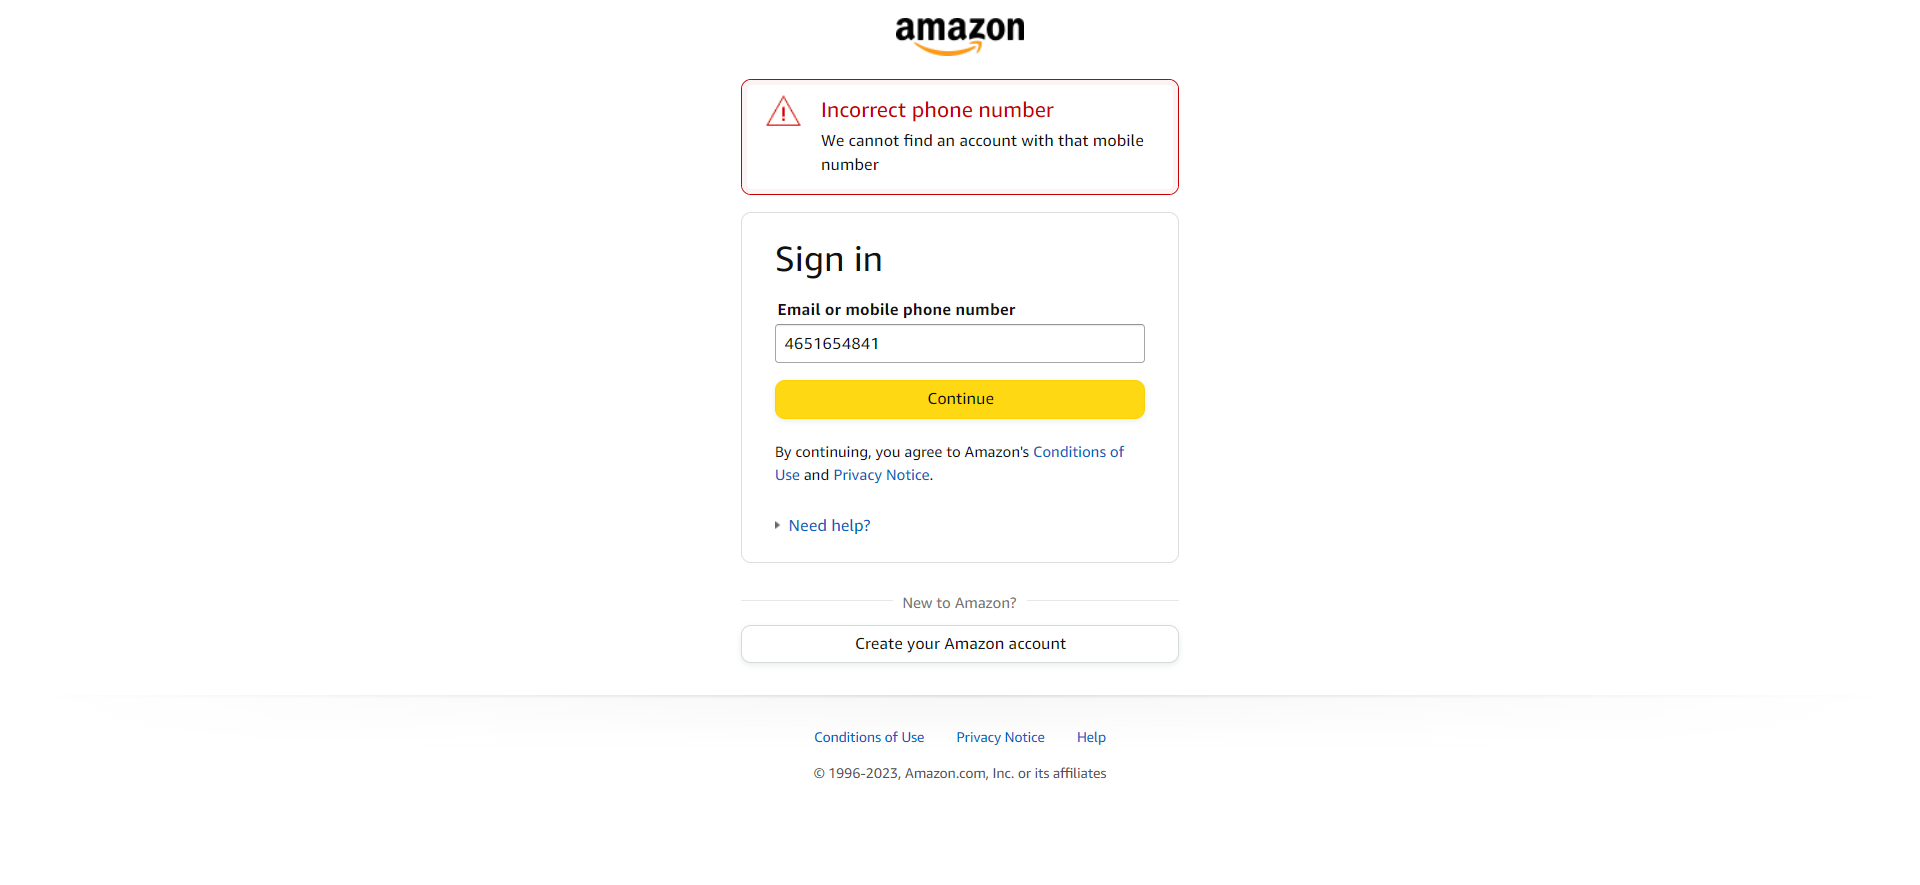 amazon
Incorrect phone number
We cannot find an account with that mobile
number
Sign in
Email or mobile phone number
4651654841
Continue
By continuing, you agree to Amazon's Conditions of
Use and Privacy Notice.
Need help?
New to Amazon?
Create your Amazon account
Conditions of Use Privacy Notice Help
© 1996-2023, Amazon.com, Inc. or its affiliates